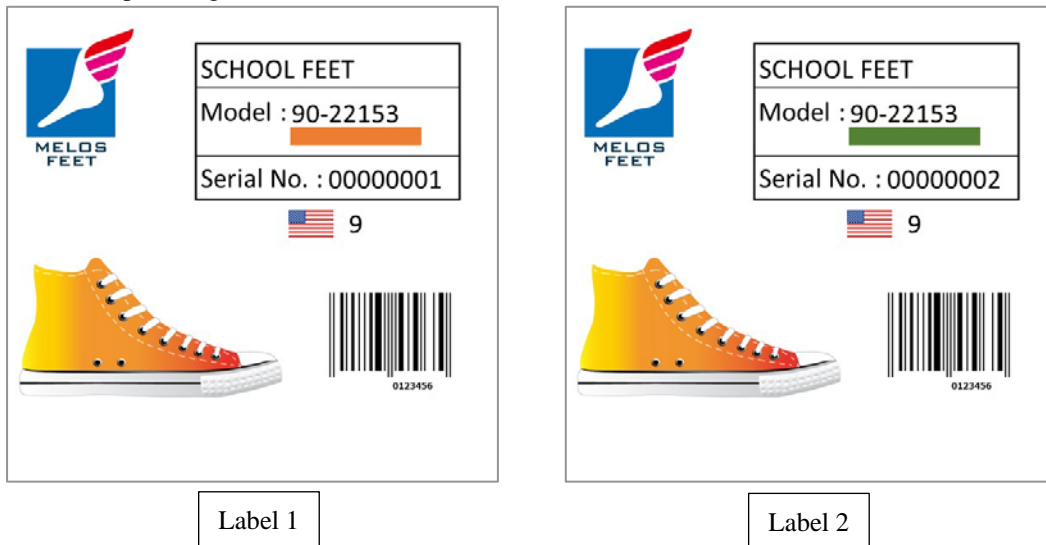 MELOS
FEET
SCHOOL FEET
Model : 90-22153
Serial No. : 00000001
9
0123456
Label 1
MELOS
FEET
SCHOOL FEET
Model : 90-22153
Serial No. : 00000002
9
0123456
Label 2